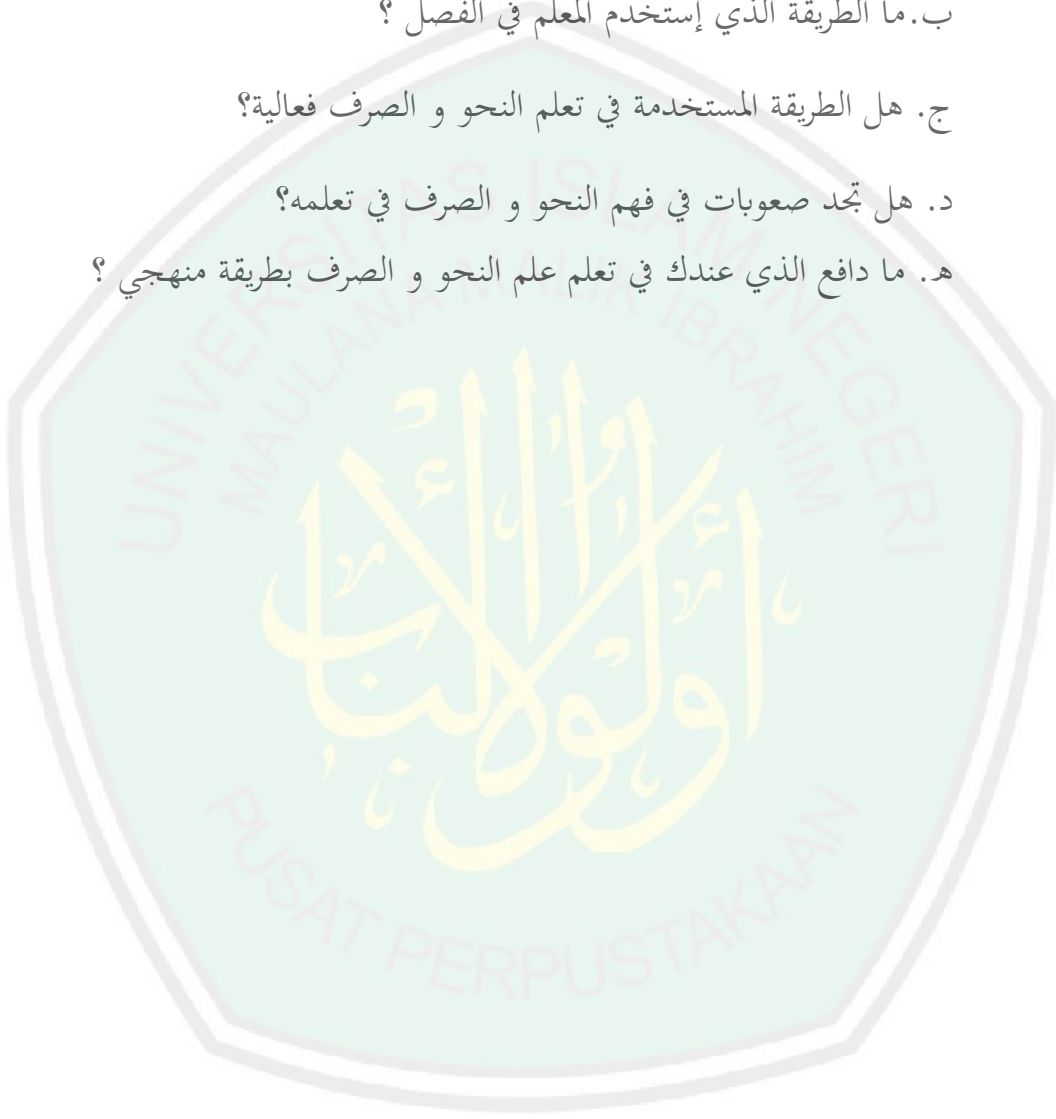 ب.ما الطريقة الذي إستخدم المعلم في الفصل ؟
ج. هل الطريقة المستخدمة في تعلم النحو و الصرف فعالية؟
د. هل تجد صعوبات في فهم النحو و الصرف في تعلمه؟
ه. ما دافع الذي عندك في تعلم علم النحو و الصرف بطريقة منهجي ؟
UNIVERSITAS ISLAM NEGERI
MAULANA MALIK IBRAHIM
أولو الألباب
PUSAT PERPUSTAKAAN